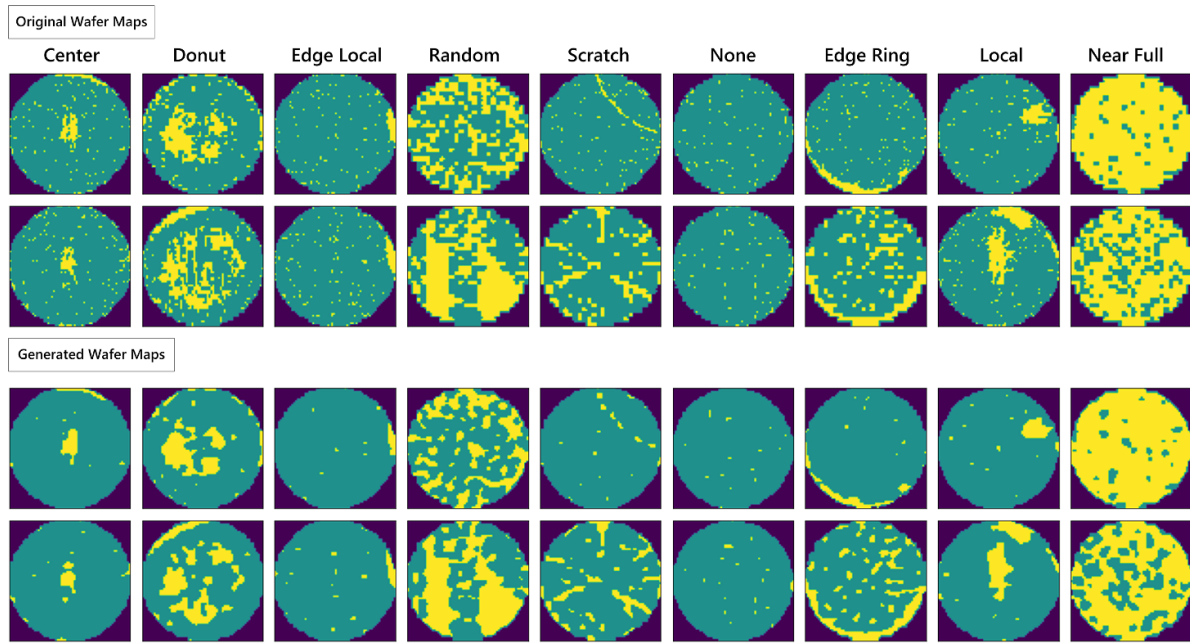 Original Wafer Maps
Center Donut Edge Local Random Scratch None Edge Ring Local Near Full
Generated Wafer Maps